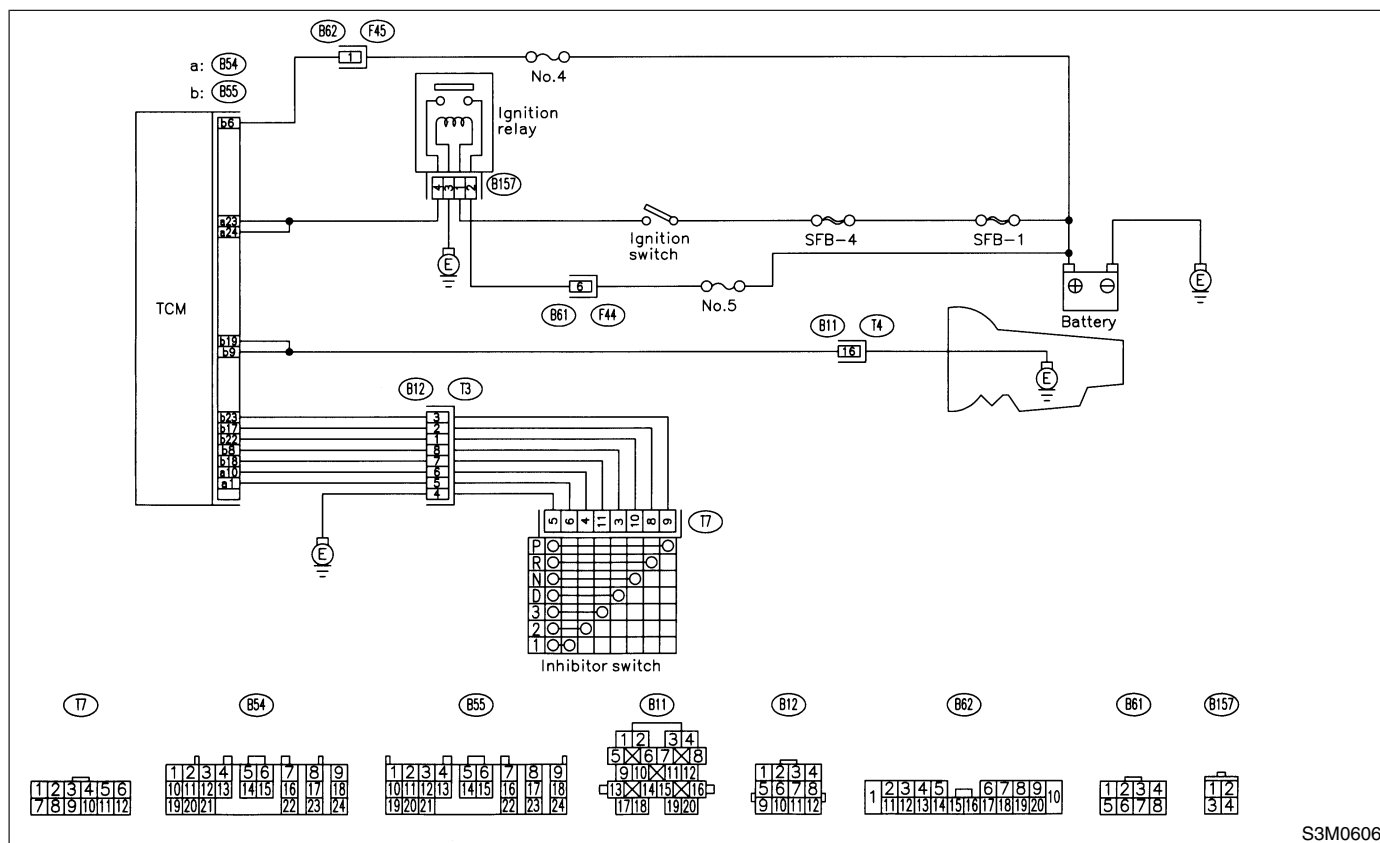 B62 F45
a: B54
b: B55
1
No.4
b6
Ignition
relay
4 3 1 2
B157
a23
a24
Ignition
switch
SFB-4
SFB-1
E
6
No.5
B61 F44
TCM
E
Battery
B11 T4
b19
b9
16
E
B12 T3
b23
b17
b22
b8
b18
a10
a1
3
2
1
8
7
6
5
4
E
5 6 4 11 3 10 8 9
T7
P
R
N
D
3
2
1
Inhibitor switch
T7 B54 B55 B11 B12 B62 B61 B157
1 2 3 4 5 6
7 8 9 10 11 12
1 2 3 4 5 6 7 8 9
10 11 12 13 14 15 16 17 18
19 20 21 22 23 24
1 2 3 4 5 6 7 8 9
10 11 12 13 14 15 16 17 18
19 20 21 22 23 24
1 2 3 4
5 6 7 8
9 10 11 12
13 14 15 16
17 18 19 20
1 2 3 4
5 6 7 8
9 10 11 12
1 2 3 4 5 6 7 8 9 10
11 12 13 14 15 16 17 18 19 20
1 2 3 4
5 6 7 8
1 2
3 4
S3M0606